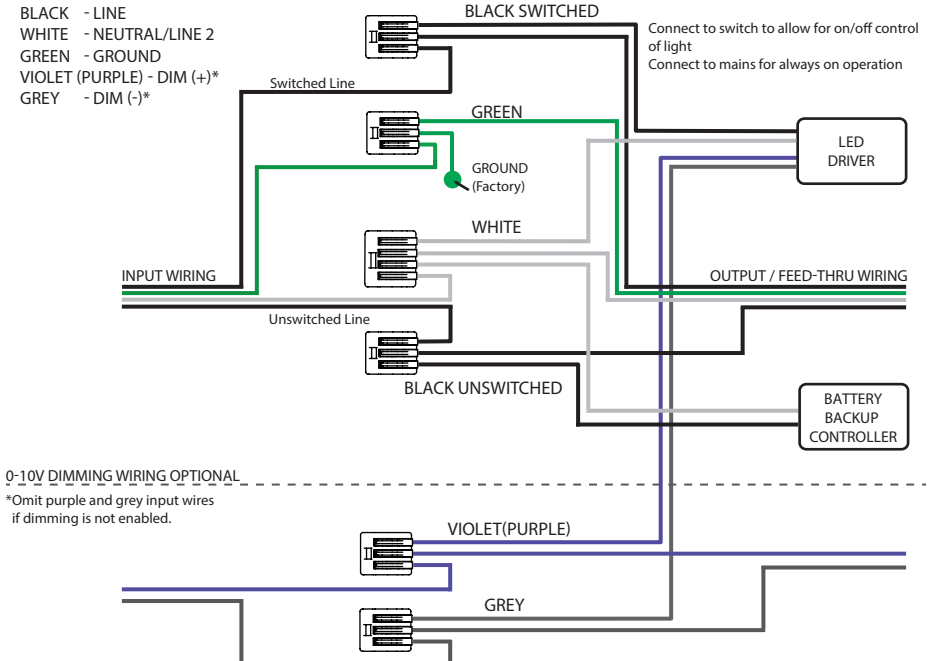 BLACK - LINE
WHITE - NEUTRAL/LINE 2
GREEN - GROUND
VIOLET (PURPLE) - DIM (+)*
GREY - DIM (-)*
BLACK SWITCHED
Connect to switch to allow for on/off control
of light
Connect to mains for always on operation
Switched Line
GREEN
LED
DRIVER
GROUND
(Factory)
WHITE
INPUT WIRING
OUTPUT / FEED-THRU WIRING
Unswitched Line
BLACK UNSWITCHED
BATTERY
BACKUP
CONTROLLER
0-10V DIMMING WIRING OPTIONAL
*Omit purple and grey input wires
if dimming is not enabled.
VIOLET(PURPLE)
GREY